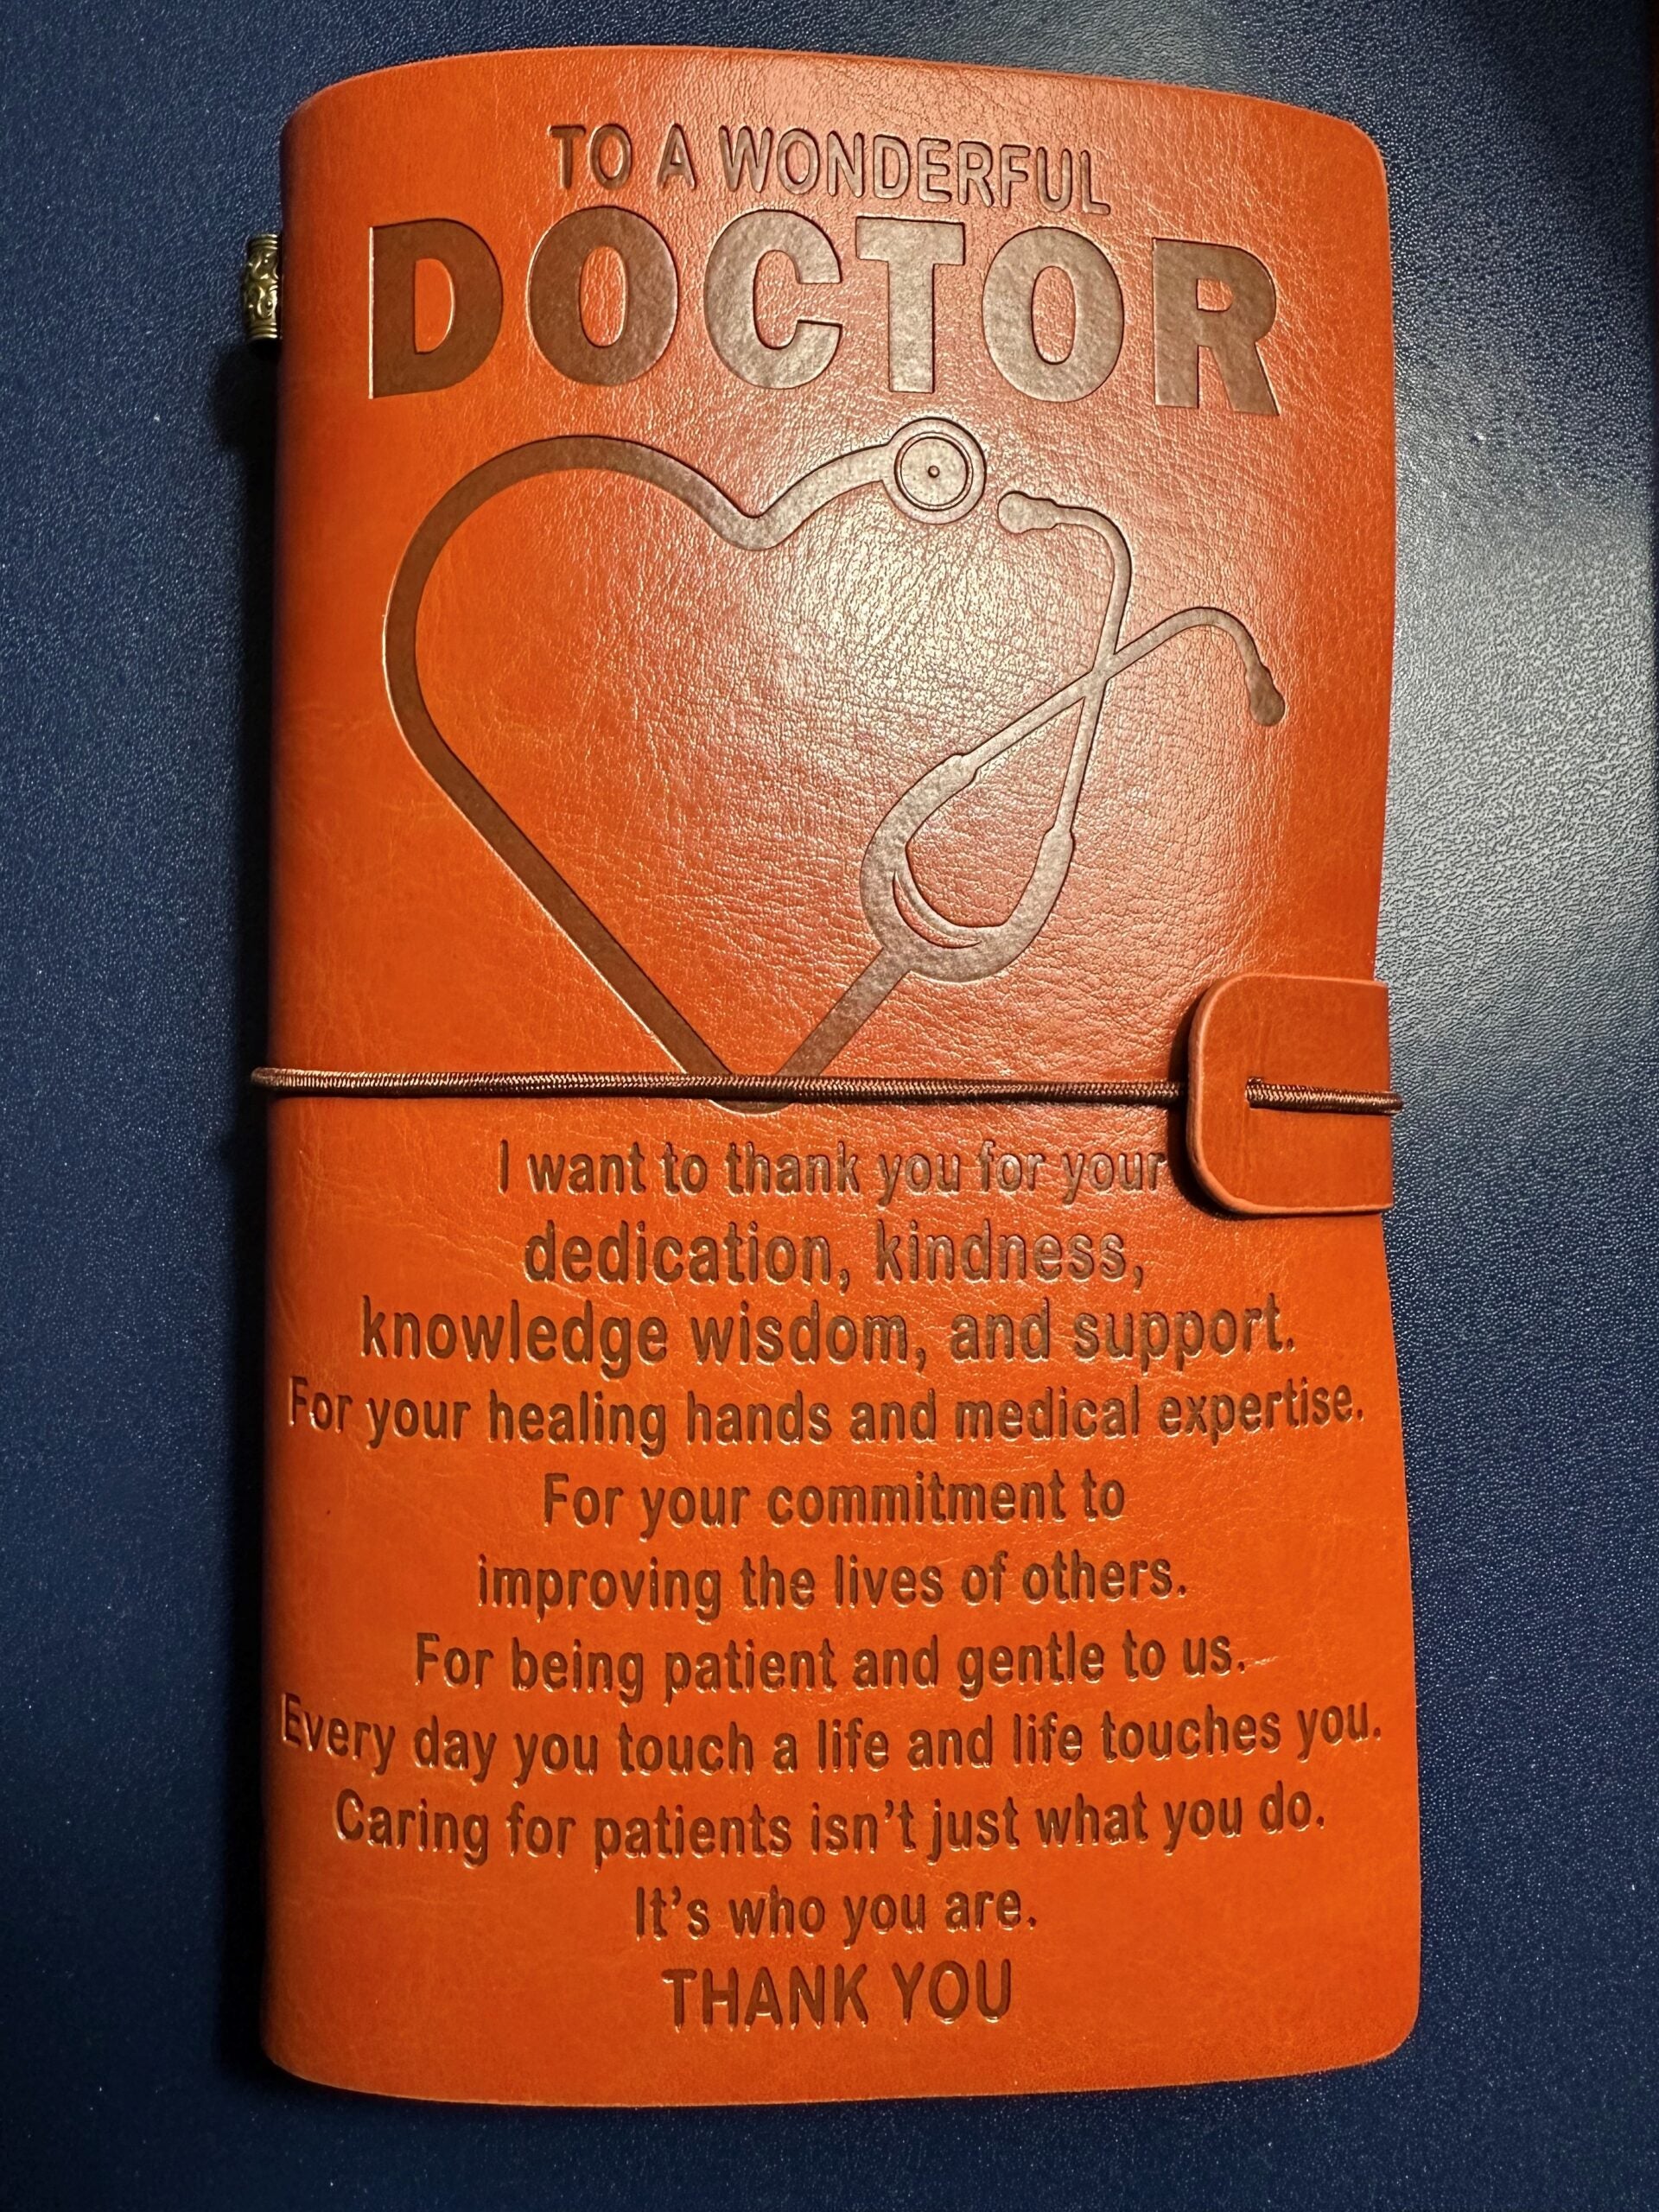 TO A WONDERFUL
DOCTOR
I want to thank you for your
dedication, kindness,
knowledge wisdom, and support.
For your healing hands and medical expertise.
For your commitment to
improving the lives of others.
For being patient and gentle to us.
Every day you touch a life and life touches you.
Caring for patients isn't just what you do.
It's who you are.
THANK YOU